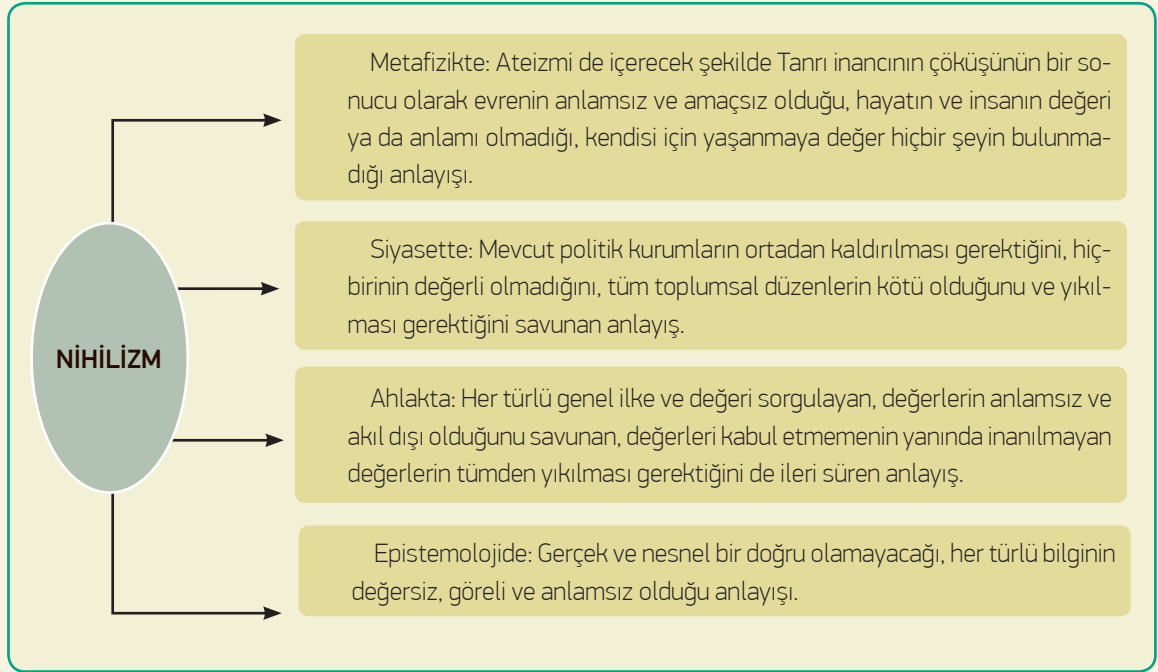 Metafizikte: Ateizmi de içerecek şekilde Tanrı inancının çöküşünün bir so-
nucu olarak evrenin anlamsız ve amaçsız olduğu, hayatın ve insanın değeri
ya da anlamı olmadığı, kendisi için yaşanmaya değer hiçbir şeyin bulunma-
dığı anlayışı.
Siyasette: Mevcut politik kurumların ortadan kaldırılması gerektiğini, hiç-
birinin değerli olmadığını, tüm toplumsal düzenlerin kötü olduğunu ve yıkıl-
ması gerektiğini savunan anlayış.
NİHİLİZM
Ahlakta: Her türlü genel ilke ve değeri sorgulayan, değerlerin anlamsız ve
akıl dışı olduğunu savunan, değerleri kabul etmemenin yanında inanılmayan
değerlerin tümden yıkılması gerektiğini de ileri süren anlayış.
Epistemolojide: Gerçek ve nesnel bir doğru olamayacağı, her türlü bilginin
değersiz, göreli ve anlamsız olduğu anlayışı.